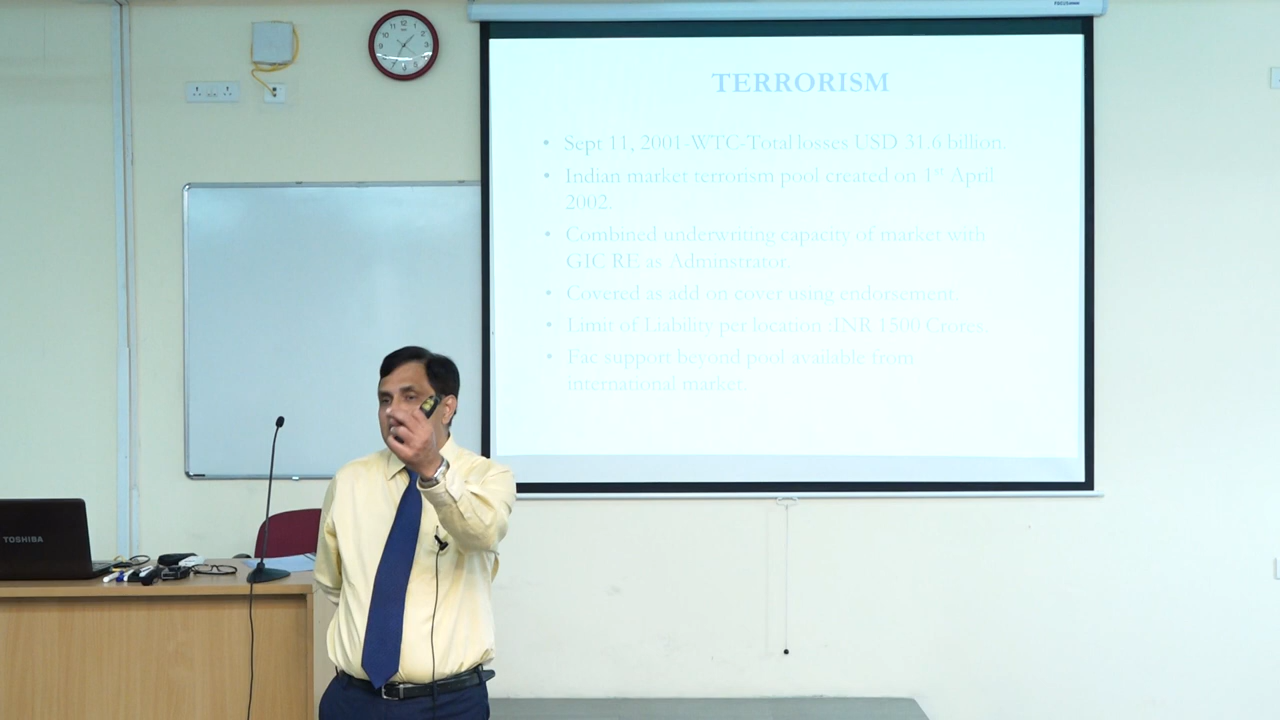 TERRORISM
• Sept 11, 2001-WTC-Total losses USD 31.6 billion.
• Indian market terrorism pool created on 1st April
2002.
• Combined underwriting capacity of market with
GIC RE as Adminstrator.
• Covered as add on cover using endorsement.
• Limit of Liability per location :INR 1500 Crores.
• Fac support beyond pool available from
international market.
TOSHIBA